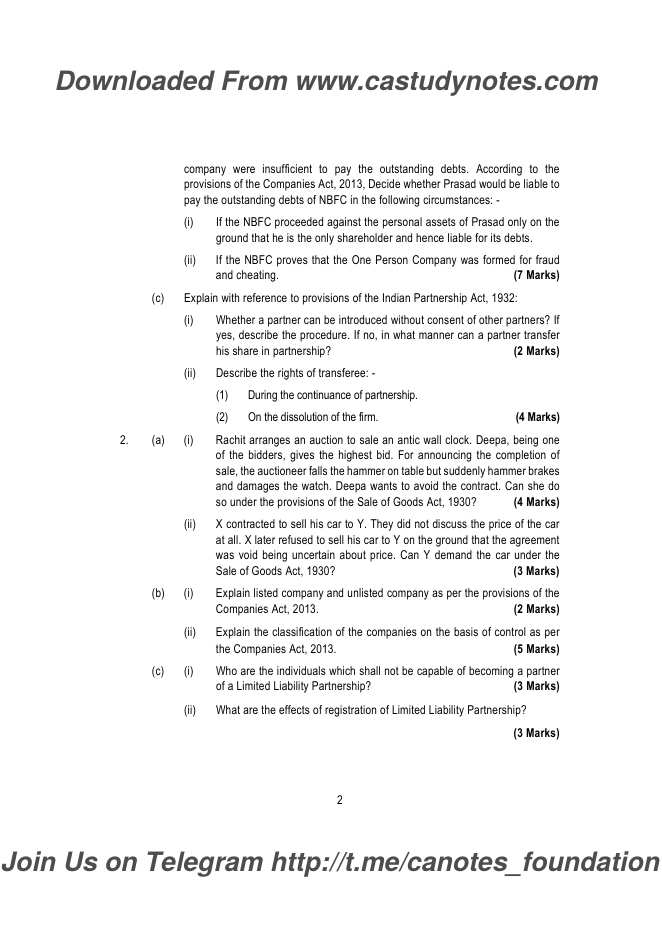 Downloaded From www.castudynotes.com
company were insufficient to pay the outstanding debts. According to the
provisions of the Companies Act, 2013, Decide whether Prasad would be liable to
pay the outstanding debts of NBFC in the following circumstances: -
(i) If the NBFC proceeded against the personal assets of Prasad only on the
ground that he is the only shareholder and hence liable for its debts.
(ii) If the NBFC proves that the One Person Company was formed for fraud
and cheating. (7 Marks)
(c) Explain with reference to provisions of the Indian Partnership Act, 1932:
(i) Whether a partner can be introduced without consent of other partners? If
yes, describe the procedure. If no, in what manner can a partner transfer
his share in partnership? (2 Marks)
(ii) Describe the rights of transferee: -
(1) During the continuance of partnership.
(2) On the dissolution of the firm. (4 Marks)
2. (a) (i) Rachit arranges an auction to sale an antic wall clock. Deepa, being one
of the bidders, gives the highest bid. For announcing the completion of
sale, the auctioneer falls the hammer on table but suddenly hammer brakes
and damages the watch. Deepa wants to avoid the contract. Can she do
so under the provisions of the Sale of Goods Act, 1930? (4 Marks)
(ii) X contracted to sell his car to Y. They did not discuss the price of the car
at all. X later refused to sell his car to Y on the ground that the agreement
was void being uncertain about price. Can Y demand the car under the
Sale of Goods Act, 1930? (3 Marks)
(b) (i) Explain listed company and unlisted company as per the provisions of the
Companies Act, 2013. (2 Marks)
(ii) Explain the classification of the companies on the basis of control as per
the Companies Act, 2013. (5 Marks)
(c) (i) Who are the individuals which shall not be capable of becoming a partner
of a Limited Liability Partnership? (3 Marks)
(ii) What are the effects of registration of Limited Liability Partnership?
(3 Marks)
2
Join Us on Telegram http://t.me/canotes_foundation